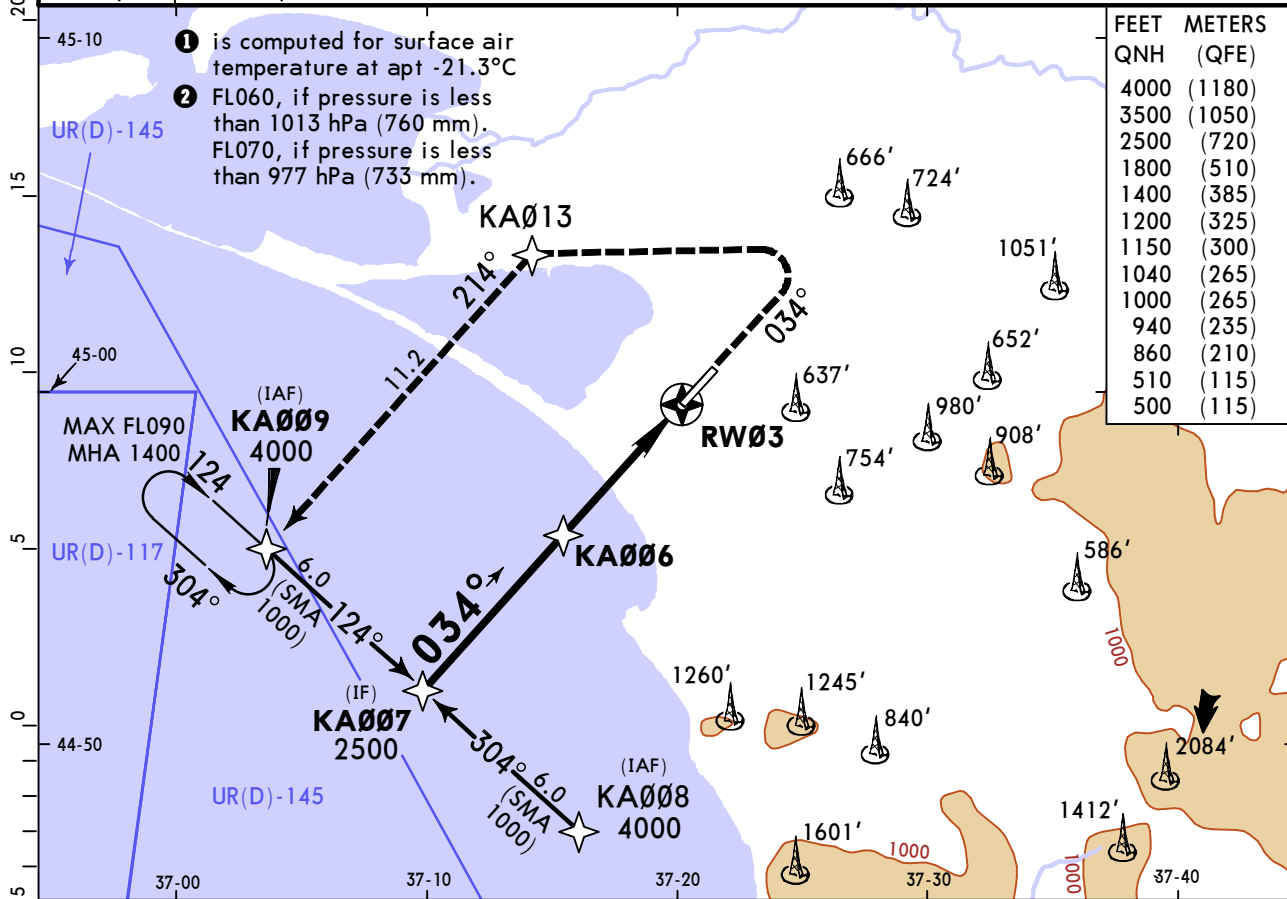 20
45-10
❶ is computed for surface air
temperature at apt -21.3°C
❷ FL060, if pressure is less
than 1013 hPa (760 mm).
FL070, if pressure is less
than 977 hPa (733 mm).
FEET METERS
QNH (QFE)
4000 (1180)
3500 (1050)
2500 (720)
1800 (510)
1400 (385)
1200 (325)
1150 (300)
1040 (265)
1000 (265)
940 (235)
860 (210)
510 (115)
500 (115)
UR(D)-145
15
666'
724'
KAØ13
214°
1051'
034°
11.2
10
45-00
652'
637'
(IAF)
KAØØ9
4000
MAX FL090
MHA 1400
RWØ3
980'
908'
754'
124
5
UR(D)-117
304°
6.0
(SMA
1000)
124°
KAØØ6
034°
586'
1000
(IF)
KAØØ7
2500
1260'
1245'
840'
0
44-50
2084'
304°
6.0
(SMA
1000)
(IAF)
KAØØ8
4000
UR(D)-145
1412'
1601'
1000
1000
5
37-00
37-10
37-20
37-30
37-40